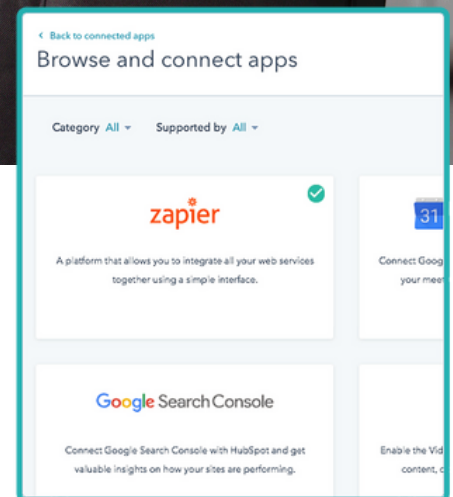 Back to connected apps
Browse and connect apps
Category All
Supported by All
zapier
A platform that allows you to integrate all your web services
together using a simple interface.
31
Connect Goog
your meet
Google Search Console
Connect Google Search Console with HubSpot and get
valuable insights on how your sites are performing.
Enable the Vid
content, c